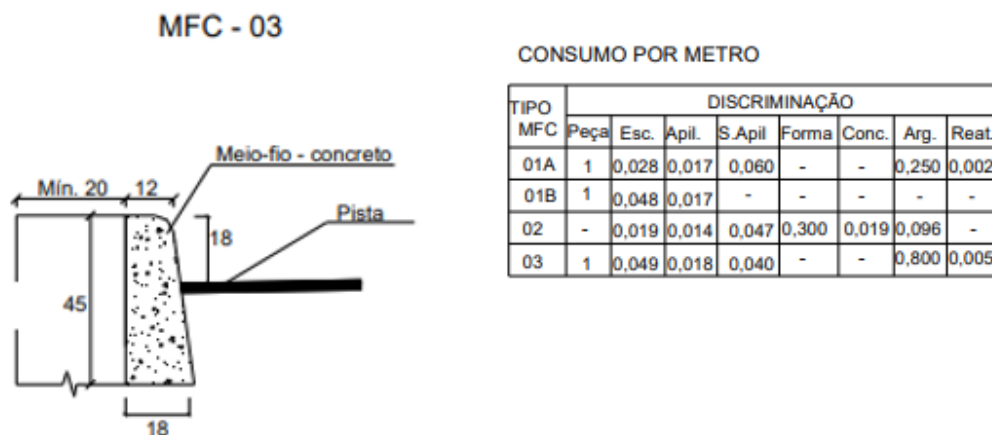 MFC - 03
Meio-fio - concreto
Mín. 20
12
Pista
18
45
18
CONSUMO POR METRO
TIPO MFC DISCRIMINAÇÃO
Peça Esc. Apil. S.Apil Forma Conc. Arg. Reat.
01A 1 0,028 0,017 0,060 - - 0,250 0,002
01B 1 0,048 0,017 - - - - -
02 - 0,019 0,014 0,047 0,300 0,019 0,096 -
03 1 0,049 0,018 0,040 - - 0,800 0,005